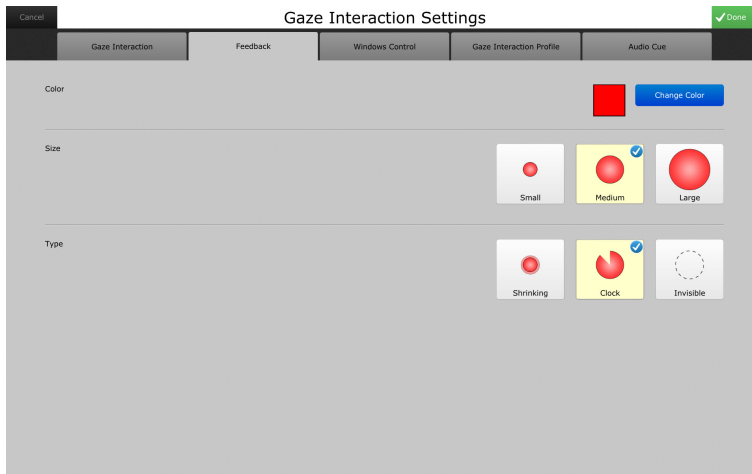 Cancel
Gaze Interaction Settings
Done
Gaze Interaction
Feedback
Windows Control
Gaze Interaction Profile
Audio Cue
Color
Change Color
Size
Small
Medium
Large
Type
Shrinking
Clock
Invisible